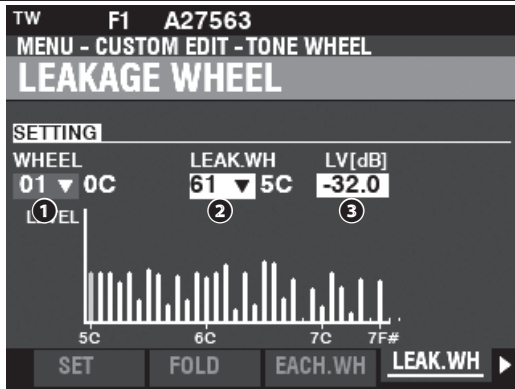 TW F1 A27563
MENU - CUSTOM EDIT - TONE WHEEL
LEAKAGE WHEEL
SETTING
WHEEL LEAK.WH LV[dB]
01 ▼ 0C 61 ▼ 5C -32.0
1 2 3
LEVEL
5C 6C 7C 7F#
SET FOLD EACH.WH LEAK.WH ▶